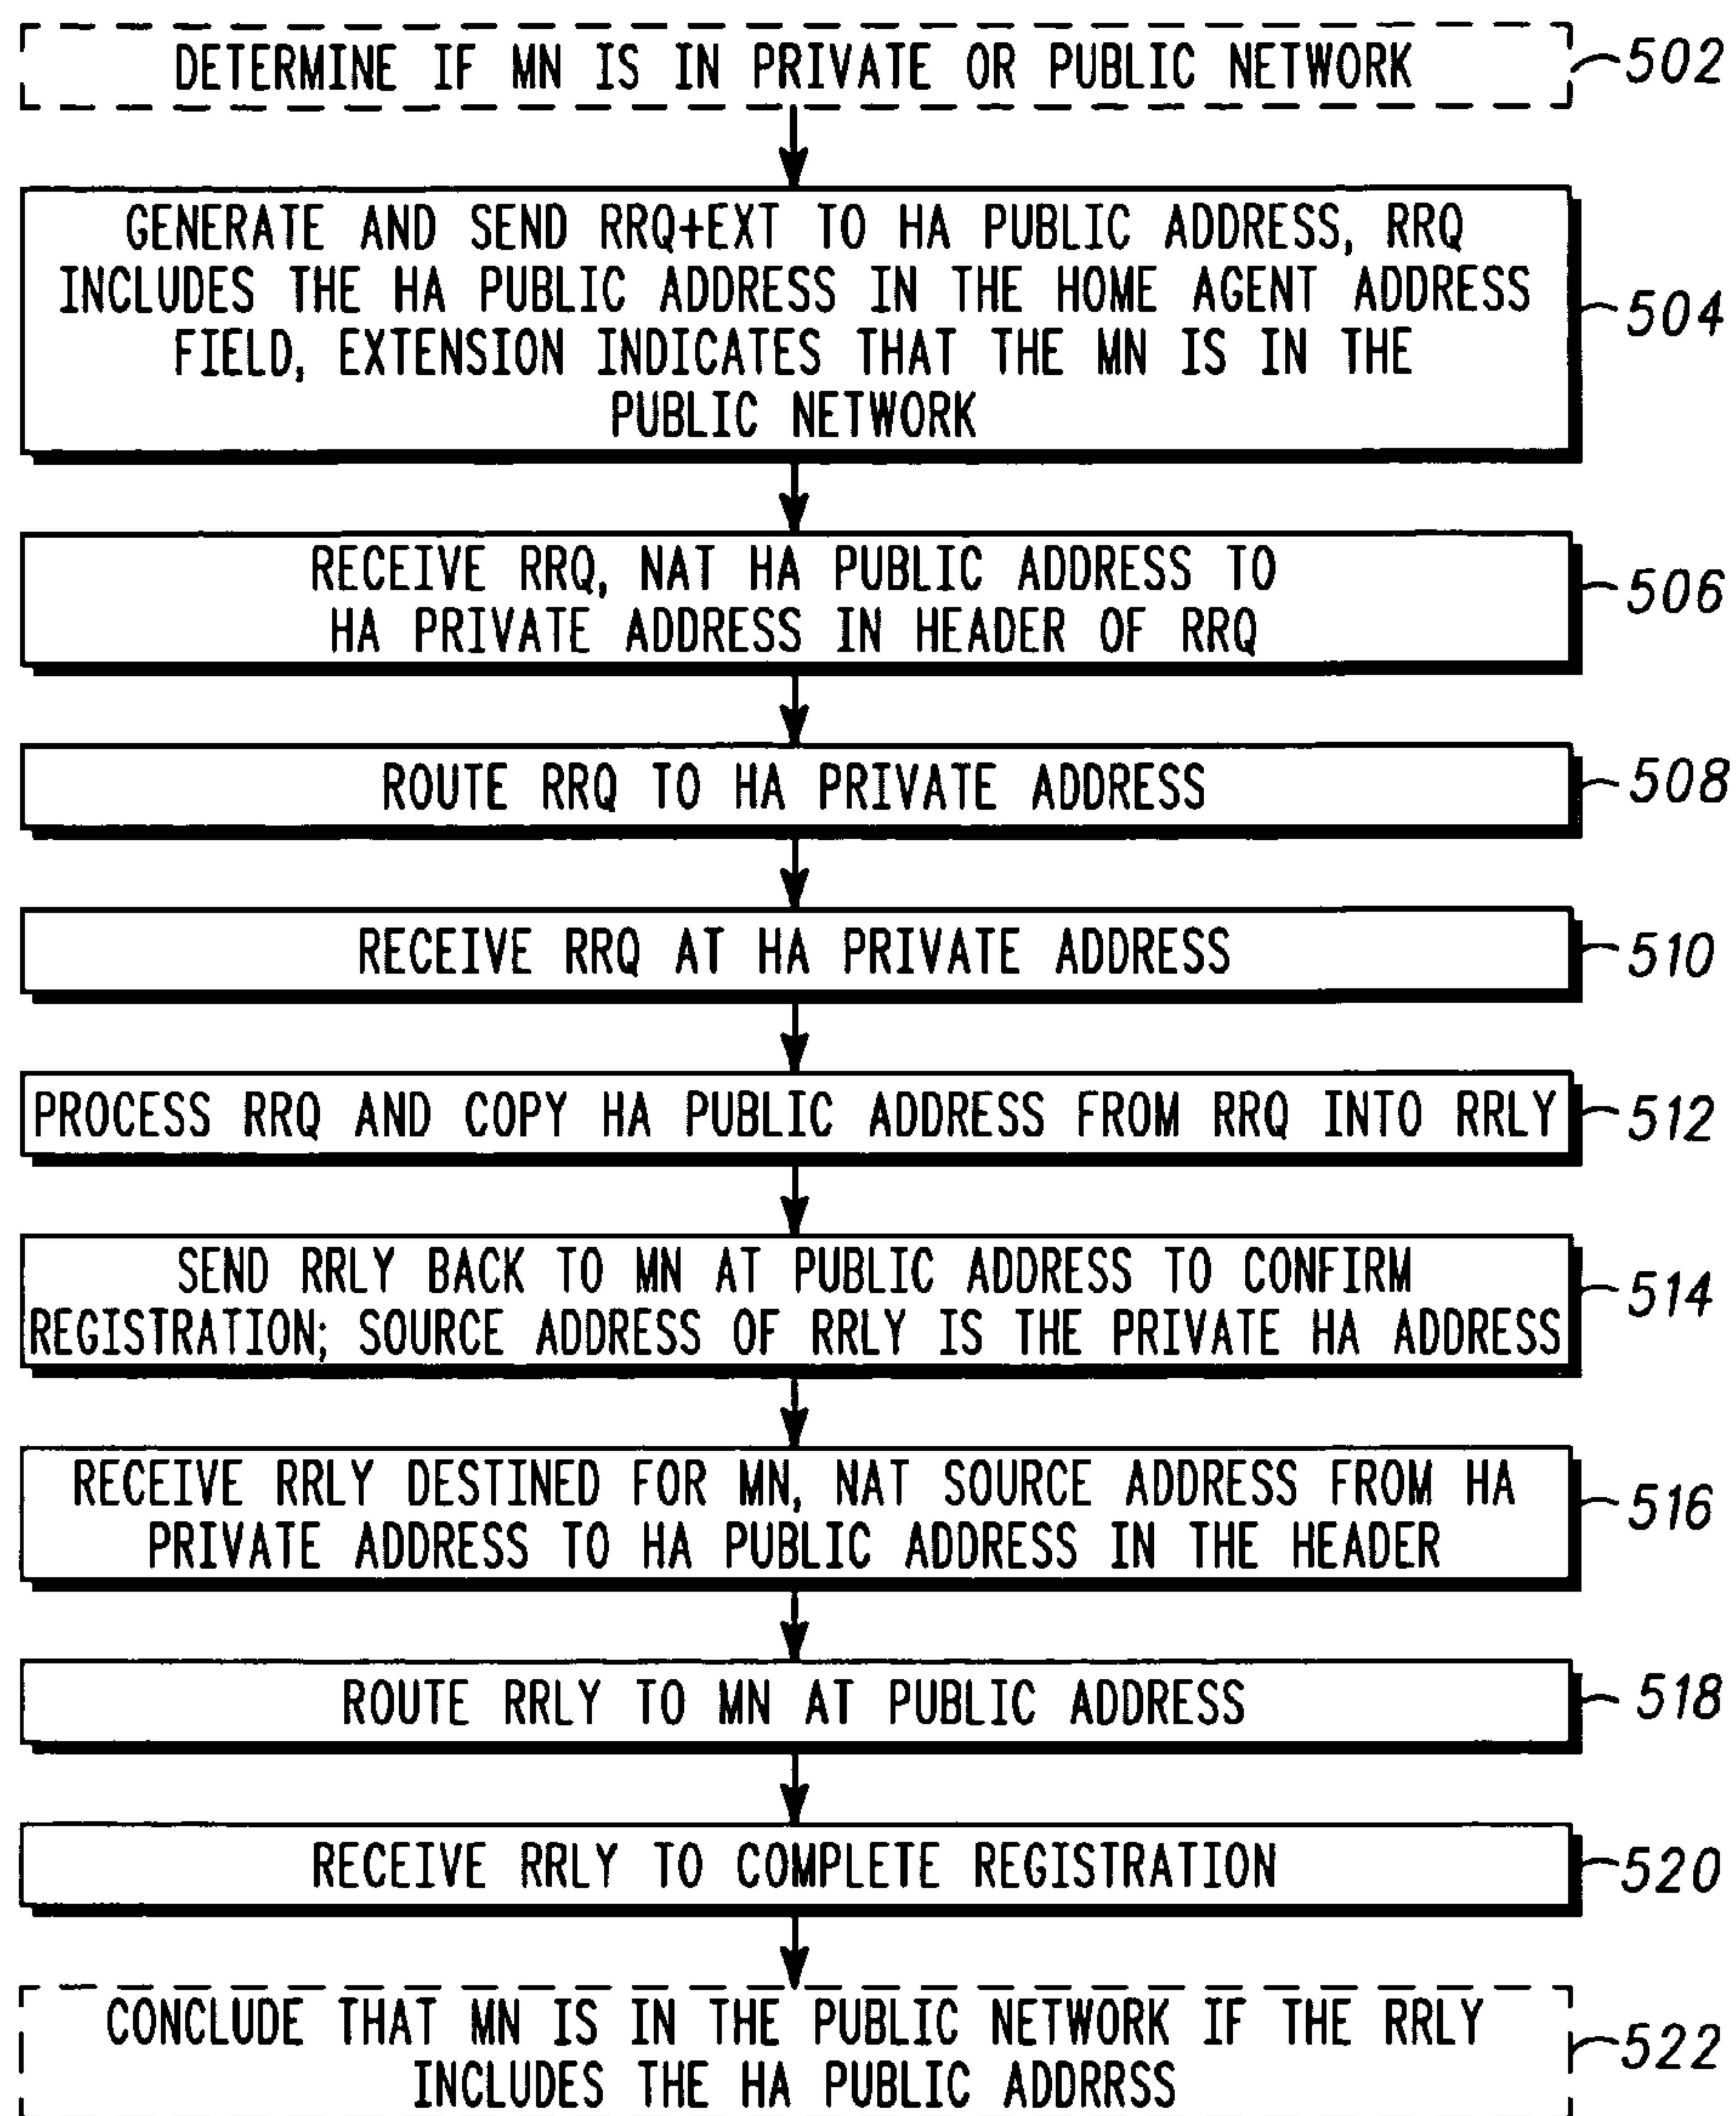 DETERMINE IF MN IS IN PRIVATE OR PUBLIC NETWORK
502
GENERATE AND SEND RRQ+EXT TO HA PUBLIC ADDRESS, RRQ
INCLUDES THE HA PUBLIC ADDRESS IN THE HOME AGENT ADDRESS
FIELD, EXTENSION INDICATES THAT THE MN IS IN THE
PUBLIC NETWORK
504
RECEIVE RRQ, NAT HA PUBLIC ADDRESS TO
HA PRIVATE ADDRESS IN HEADER OF RRQ
506
ROUTE RRQ TO HA PRIVATE ADDRESS
508
RECEIVE RRQ AT HA PRIVATE ADDRESS
510
PROCESS RRQ AND COPY HA PUBLIC ADDRESS FROM RRQ INTO RRLY
512
SEND RRLY BACK TO MN AT PUBLIC ADDRESS TO CONFIRM
REGISTRATION; SOURCE ADDRESS OF RRLY IS THE PRIVATE HA ADDRESS
514
RECEIVE RRLY DESTINED FOR MN, NAT SOURCE ADDRESS FROM HA
PRIVATE ADDRESS TO HA PUBLIC ADDRESS IN THE HEADER
516
ROUTE RRLY TO MN AT PUBLIC ADDRESS
518
RECEIVE RRLY TO COMPLETE REGISTRATION
520
CONCLUDE THAT MN IS IN THE PUBLIC NETWORK IF THE RRLY
INCLUDES THE HA PUBLIC ADDRRSS
522